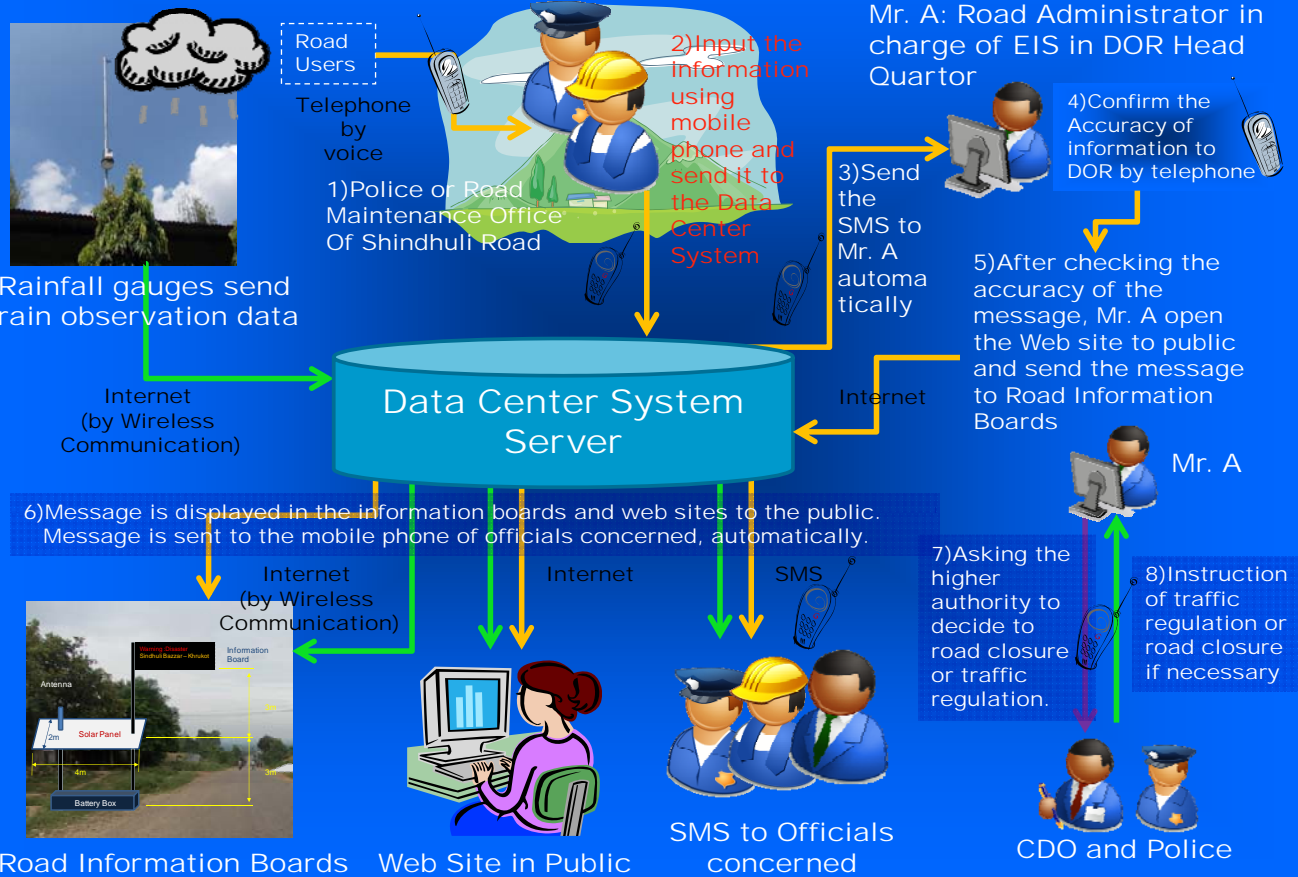 Road
Users
Telephone
by
voice
1)Police or Road
Maintenance Office
Of Shindhuli Road
2)Input the
information
using
mobile
phone and
send it to
the Data
Center
System
Mr. A: Road Administrator in
charge of EIS in DOR Head
Quartor
3)Send
the
SMS to
Mr. A
automa
tically
4)Confirm the
Accuracy of
information to
DOR by telephone
5)After checking the
accuracy of the
message, Mr. A open
the Web site to public
and send the message
to Road Information
Boards
Rainfall gauges send
rain observation data
Internet
(by Wireless
Communication)
Data Center System
Server
Internet
Mr. A
6)Message is displayed in the information boards and web sites to the public.
Message is sent to the mobile phone of officials concerned, automatically.
Internet
(by Wireless
Communication)
Internet
SMS
7)Asking the
higher
authority to
decide to
road closure
or traffic
regulation.
8)Instruction
of traffic
regulation or
road closure
if necessary
Sindhuli Bazzar – Khrukot
Information
Board
Antenna
Solar Panel
2m
4m
3m
Battery Box
Road Information Boards
Web Site in Public
SMS to Officials
concerned
CDO and Police